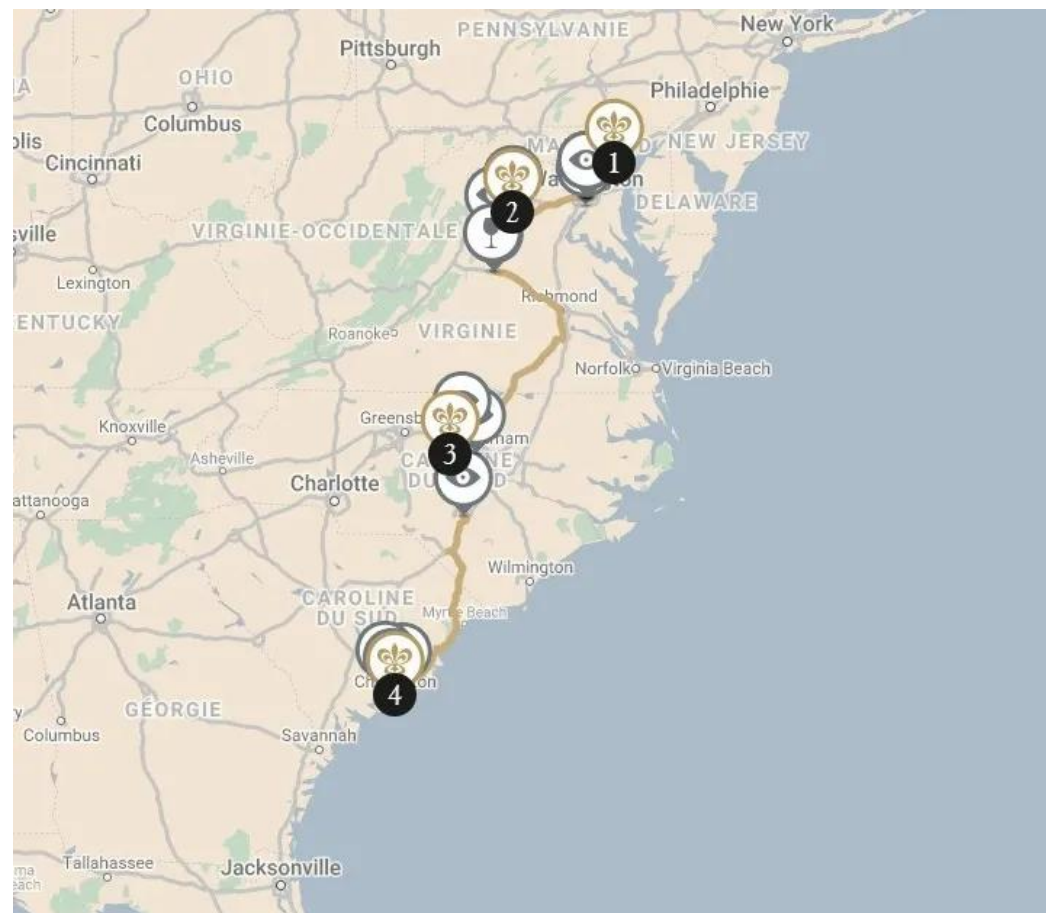 New York
PENNSYLVANIE
Pittsburgh
OHIO
Philadelphie
Columbus
NEW JERSEY
Cincinnati
1
DELAWARE
2
VIRGINIE-OCCIDENTALE
Lexington
Richmond
Roanoke
VIRGINIE
Norfolk
Virginia Beach
Knoxville
3
Asheville
Charlotte
Wilmington
Atlanta
CAROLINE
DU SUD
Myrtle Beach
4
GÉORGIE
Columbus
Savannah
Tallahassee
Jacksonville